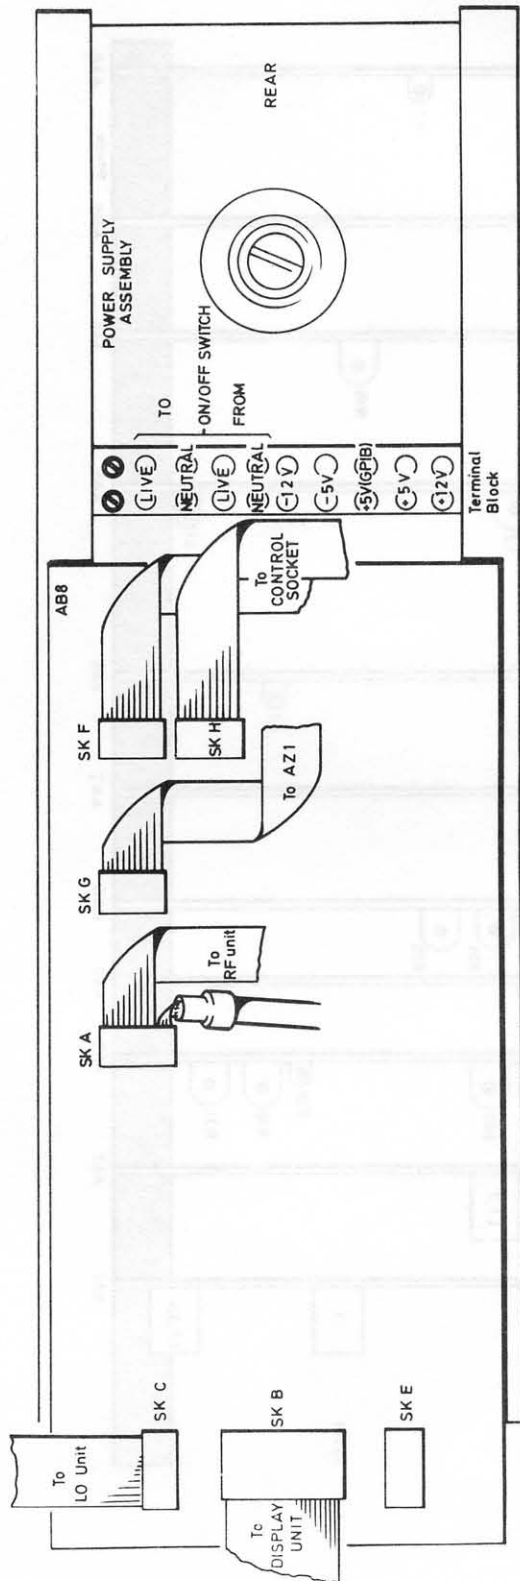 POWER SUPPLY
ASSEMBLY
REAR
TO
ON/OFF SWITCH
FROM
LIVE
NEUTRAL
LIVE
NEUTRAL
-12V
-5V
+5V(GPIB)
+5V
+12V
Terminal
Block
AB8
SK F
SK H
To
CONTROL
SOCKET
SK G
To AZ1
SK A
To
RF unit
SK C
To
LO Unit
SK B
To
DISPLAY
UNIT
SK E